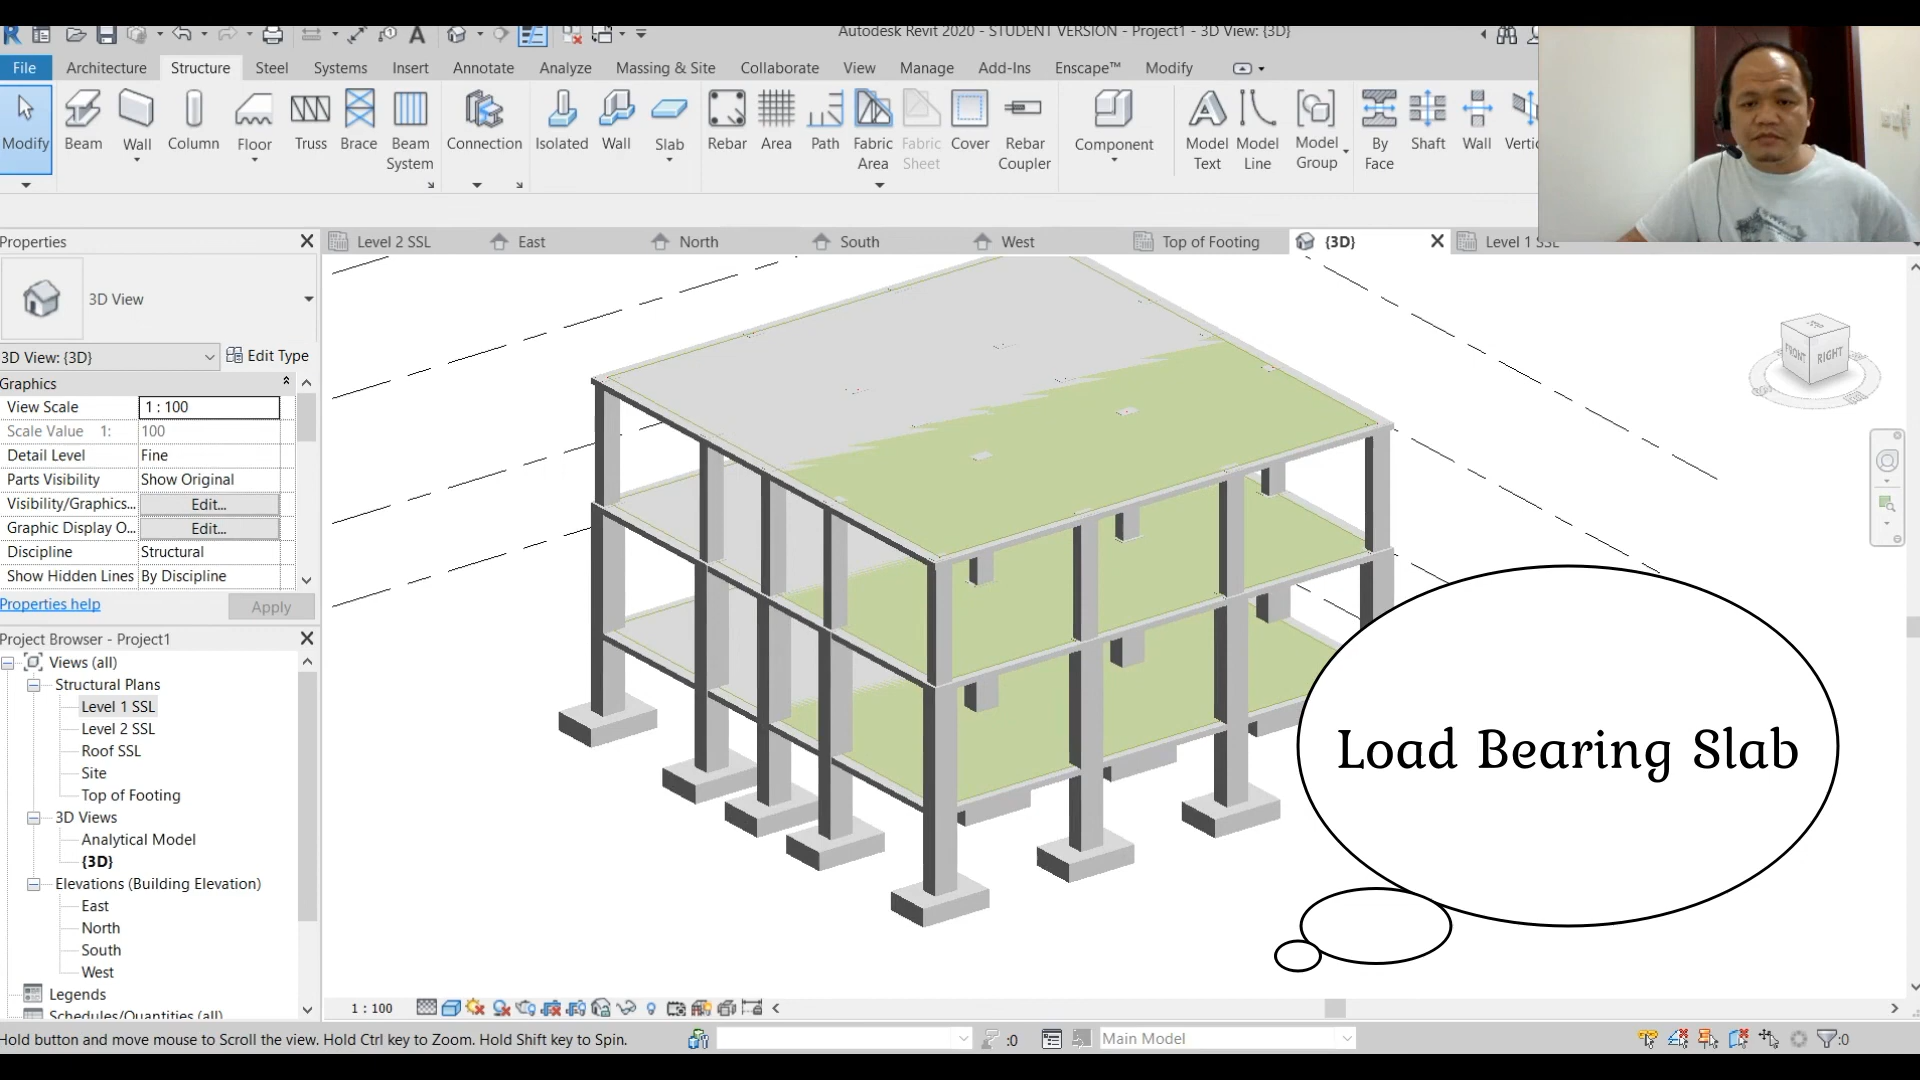 Autodesk Revit 2020 - STUDENT VERSION - Project1 - 3D View: {3D}
File Architecture Structure Steel Systems Insert Annotate Analyze Massing & Site Collaborate View Manage Add-Ins Enscape™ Modify
Modify Beam Wall Column Floor Truss Brace Beam System Connection Isolated Wall Slab Rebar Area Path Fabric Area Fabric Sheet Cover Rebar Coupler Component Model Text Model Line Model Group By Face Shaft Wall Vertic
Properties
Level 2 SSL East North South West Top of Footing {3D} Level 1 SSL
3D View
3D View: {3D} Edit Type
Graphics
View Scale 1 : 100
Scale Value 1: 100
Detail Level Fine
Parts Visibility Show Original
Visibility/Graphics... Edit...
Graphic Display O... Edit...
Discipline Structural
Show Hidden Lines By Discipline
Properties help Apply
Project Browser - Project1
Views (all)
Structural Plans
Level 1 SSL
Level 2 SSL
Roof SSL
Site
Top of Footing
3D Views
Analytical Model
{3D}
Elevations (Building Elevation)
East
North
South
West
Legends
Schedules/Quantities (all)
FRONT RIGHT
Load Bearing Slab
1 : 100
Hold button and move mouse to Scroll the view. Hold Ctrl key to Zoom. Hold Shift key to Spin. :0 Main Model :0